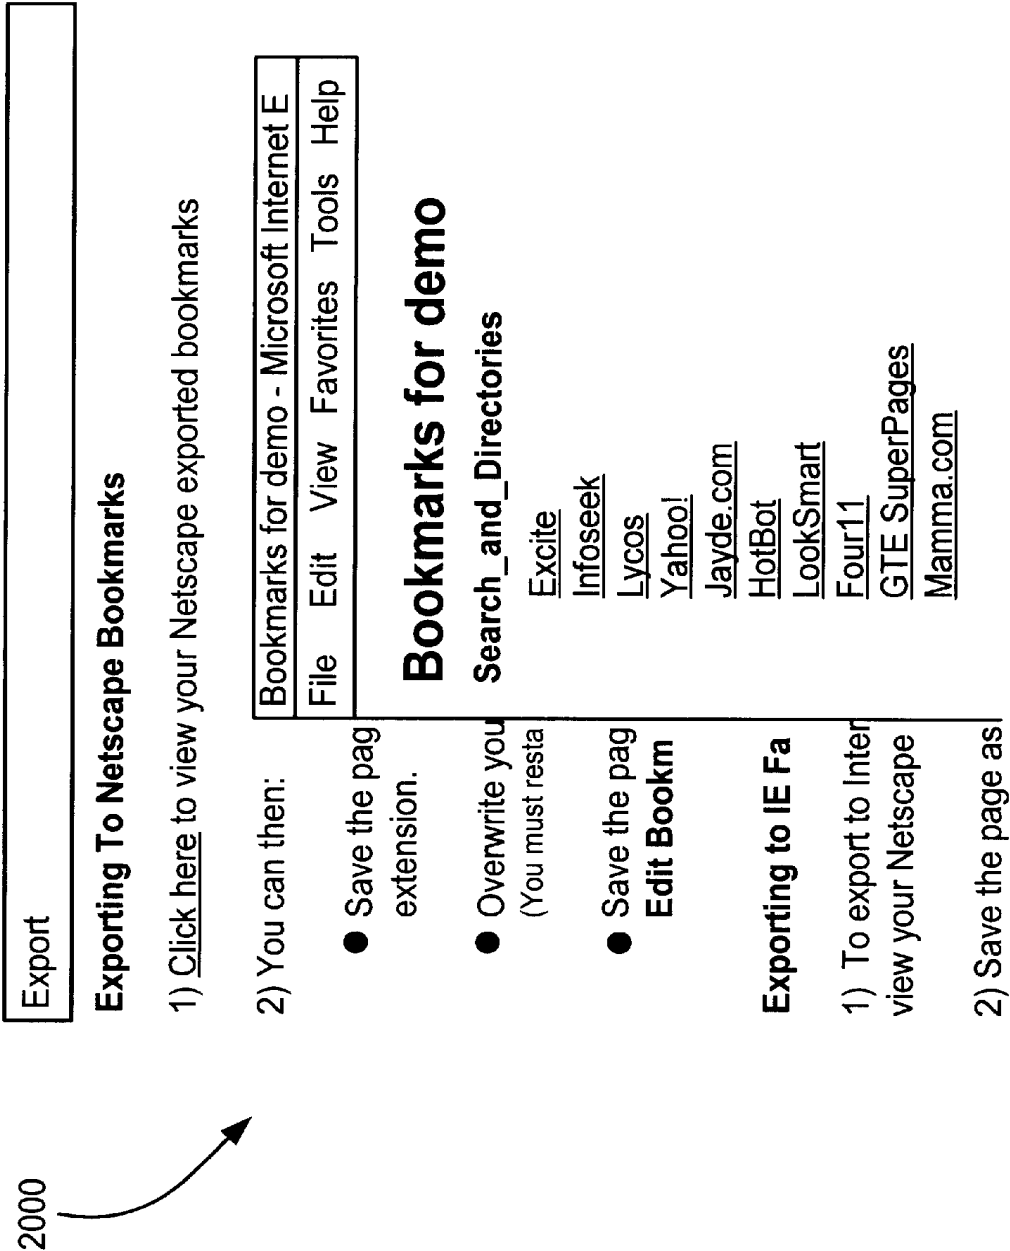 2000
Export
Exporting To Netscape Bookmarks
1) Click here to view your Netscape exported bookmarks
2) You can then:
● Save the pag
extension.
● Overwrite you
(You must resta
● Save the pag
Edit Bookm
Exporting to IE Fa
1) To export to Inter
view your Netscape
2) Save the page as
Bookmarks for demo - Microsoft Internet E
File Edit View Favorites Tools Help
Bookmarks for demo
Search_and_Directories
Excite
Infoseek
Lycos
Yahoo!
Jayde.com
HotBot
LookSmart
Four11
GTE SuperPages
Mamma.com